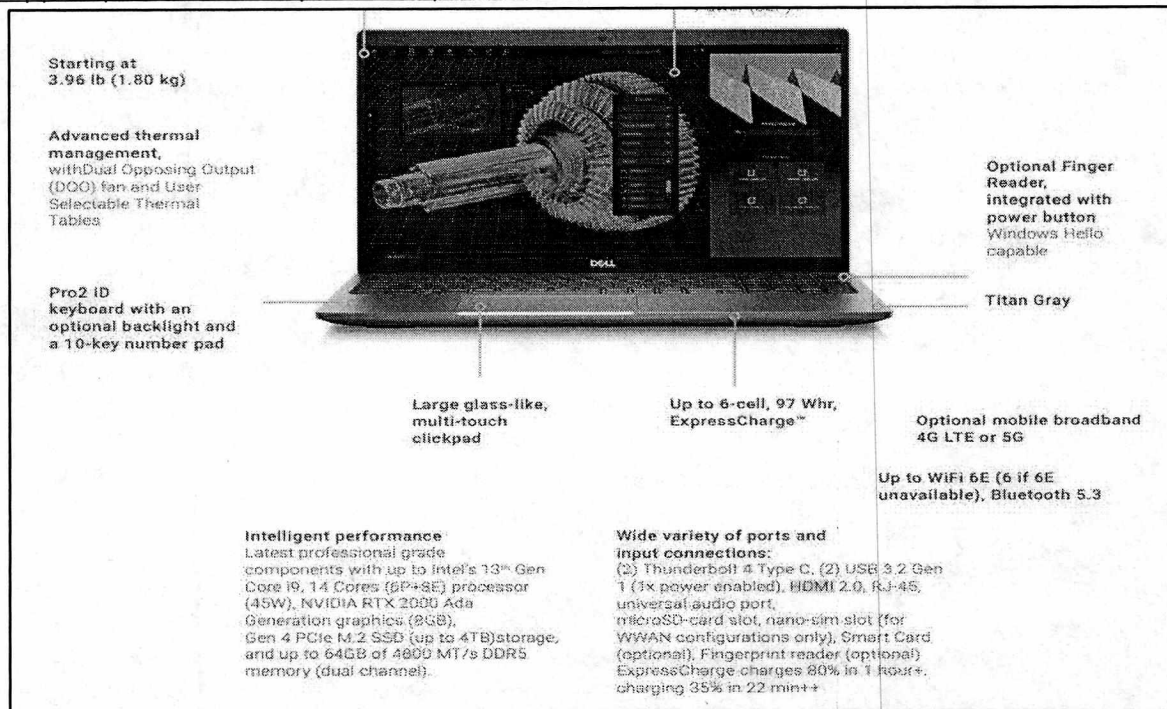 Starting at
3.96 lb (1.80 kg)
Advanced thermal
management,
withDual Opposing Output
(DOO) fan and User
Selectable Thermal
Tables
Pro2 ID
keyboard with an
optional backlight and
a 10-key number pad
DELL
Optional Finger
Reader,
integrated with
power button
Windows Hello
capable
Titan Gray
Large glass-like,
multi-touch
clickpad
Up to 6-cell, 97 Whr,
ExpressCharge™
Optional mobile broadband
4G LTE or 5G
Up to WiFi 6E (6 if 6E
unavailable), Bluetooth 5.3
Intelligent performance
Latest professional grade
components with up to Intel's 13th Gen
Core i9, 14 Cores (6P+8E) processor
(45W), NVIDIA RTX 2000 Ada
Generation graphics (8GB),
Gen 4 PCIe M.2 SSD (up to 4TB)storage,
and up to 64GB of 4800 MT/s DDR5
memory (dual channel).
Wide variety of ports and
input connections:
(2) Thunderbolt 4 Type C, (2) USB 3.2 Gen
1 (1x power enabled), HDMI 2.0, RJ-45,
universal audio port,
microSD-card slot, nano-sim slot (for
WWAN configurations only), Smart Card
(optional), Fingerprint reader (optional)
ExpressCharge charges 80% in 1 hour+,
charging 35% in 22 min++